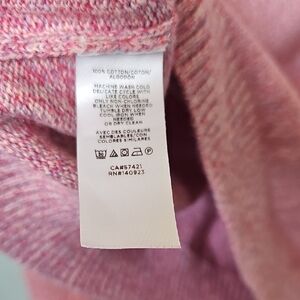 100% COTTON/COTON/
ALGODON
MACHINE WASH COLD
DELICATE CYCLE WITH
LIKE COLORS
ONLY NON-CHLORINE
BLEACH WHEN NEEDED
TUMBLE DRY LOW
COOL IRON WHEN
NEEDED
OR DRY CLEAN
AVEC DES COULEURS
SEMBLABLES/CON
COLORES SIMILARES
CA#57421
RN#140923